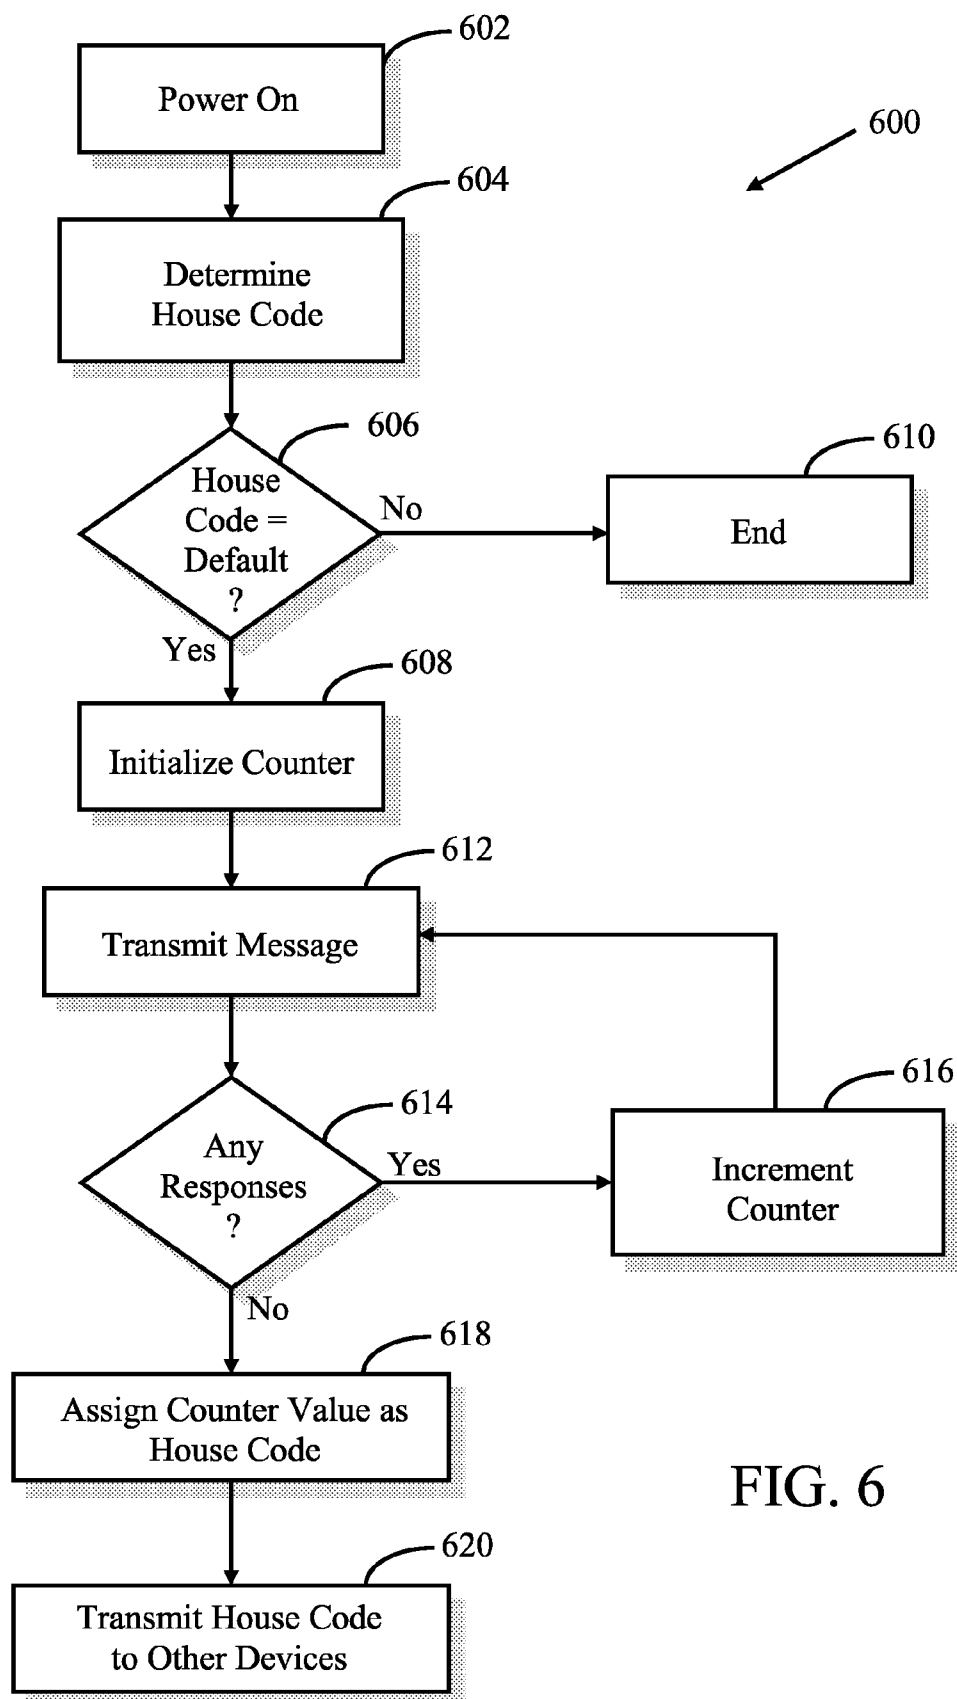 602
Power On
600
604
Determine
House Code
606
House
Code =
Default
?
No
610
End
Yes
608
Initialize Counter
612
Transmit Message
614
Any
Responses
?
Yes
616
Increment
Counter
No
618
Assign Counter Value as
House Code
FIG. 6
620
Transmit House Code
to Other Devices